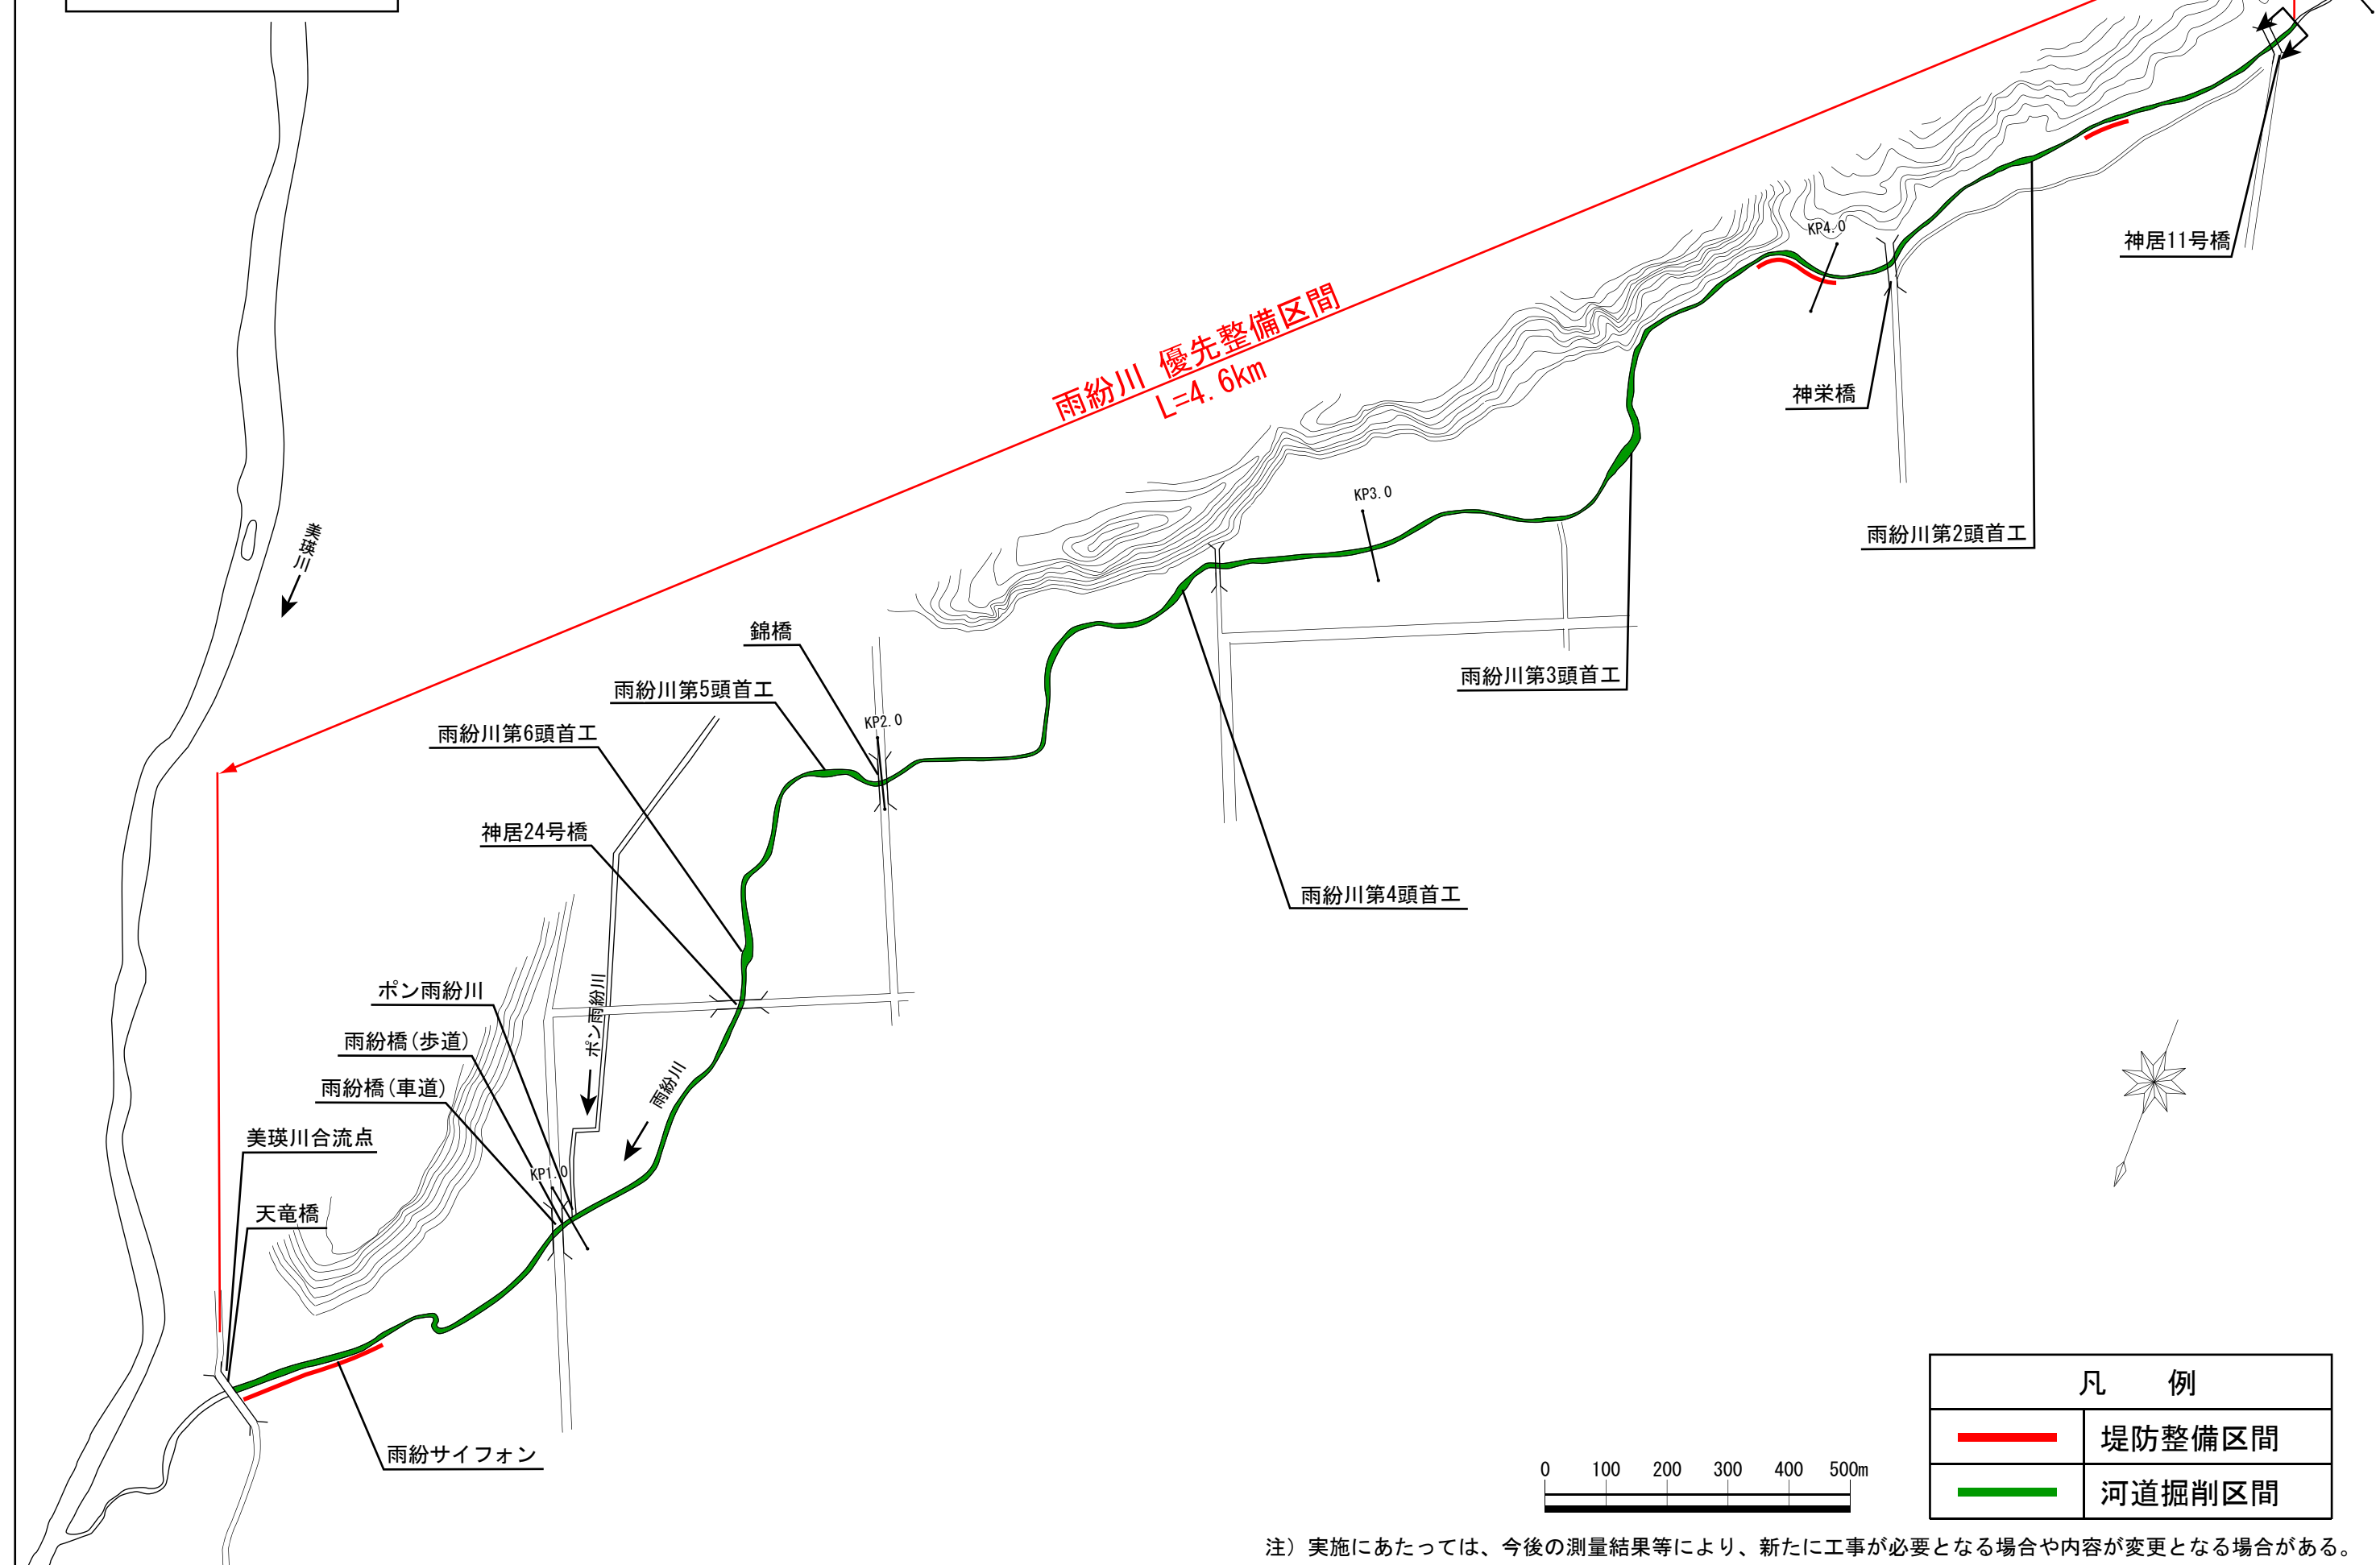 神居11号橋
KP4.0
雨紛川 優先整備区間
L=4.6km
神栄橋
KP3.0
雨紛川第2頭首工
美瑛川
錦橋
雨紛川第3頭首工
雨紛川第5頭首工
KP2.0
雨紛川第6頭首工
神居24号橋
雨紛川第4頭首工
ポン雨紛川
ポン雨紛川
雨紛橋(歩道)
雨紛川
雨紛橋(車道)
美瑛川合流点
KP1.0
天竜橋
雨紛サイフォン
凡 例
堤防整備区間
河道掘削区間
0 100 200 300 400 500m
注) 実施にあたっては、今後の測量結果等により、新たに工事が必要となる場合や内容が変更となる場合がある。